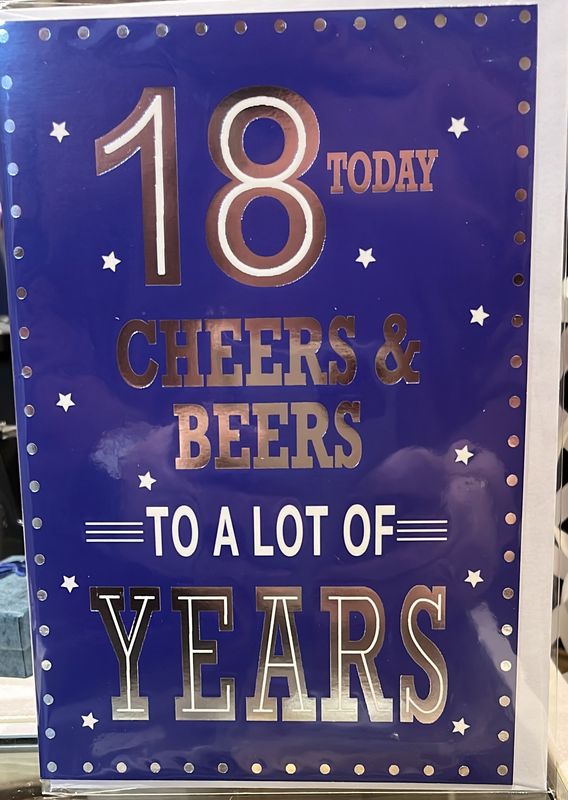 18 TODAY
CHEERS &
BEERS
TO A LOT OF
YEARS